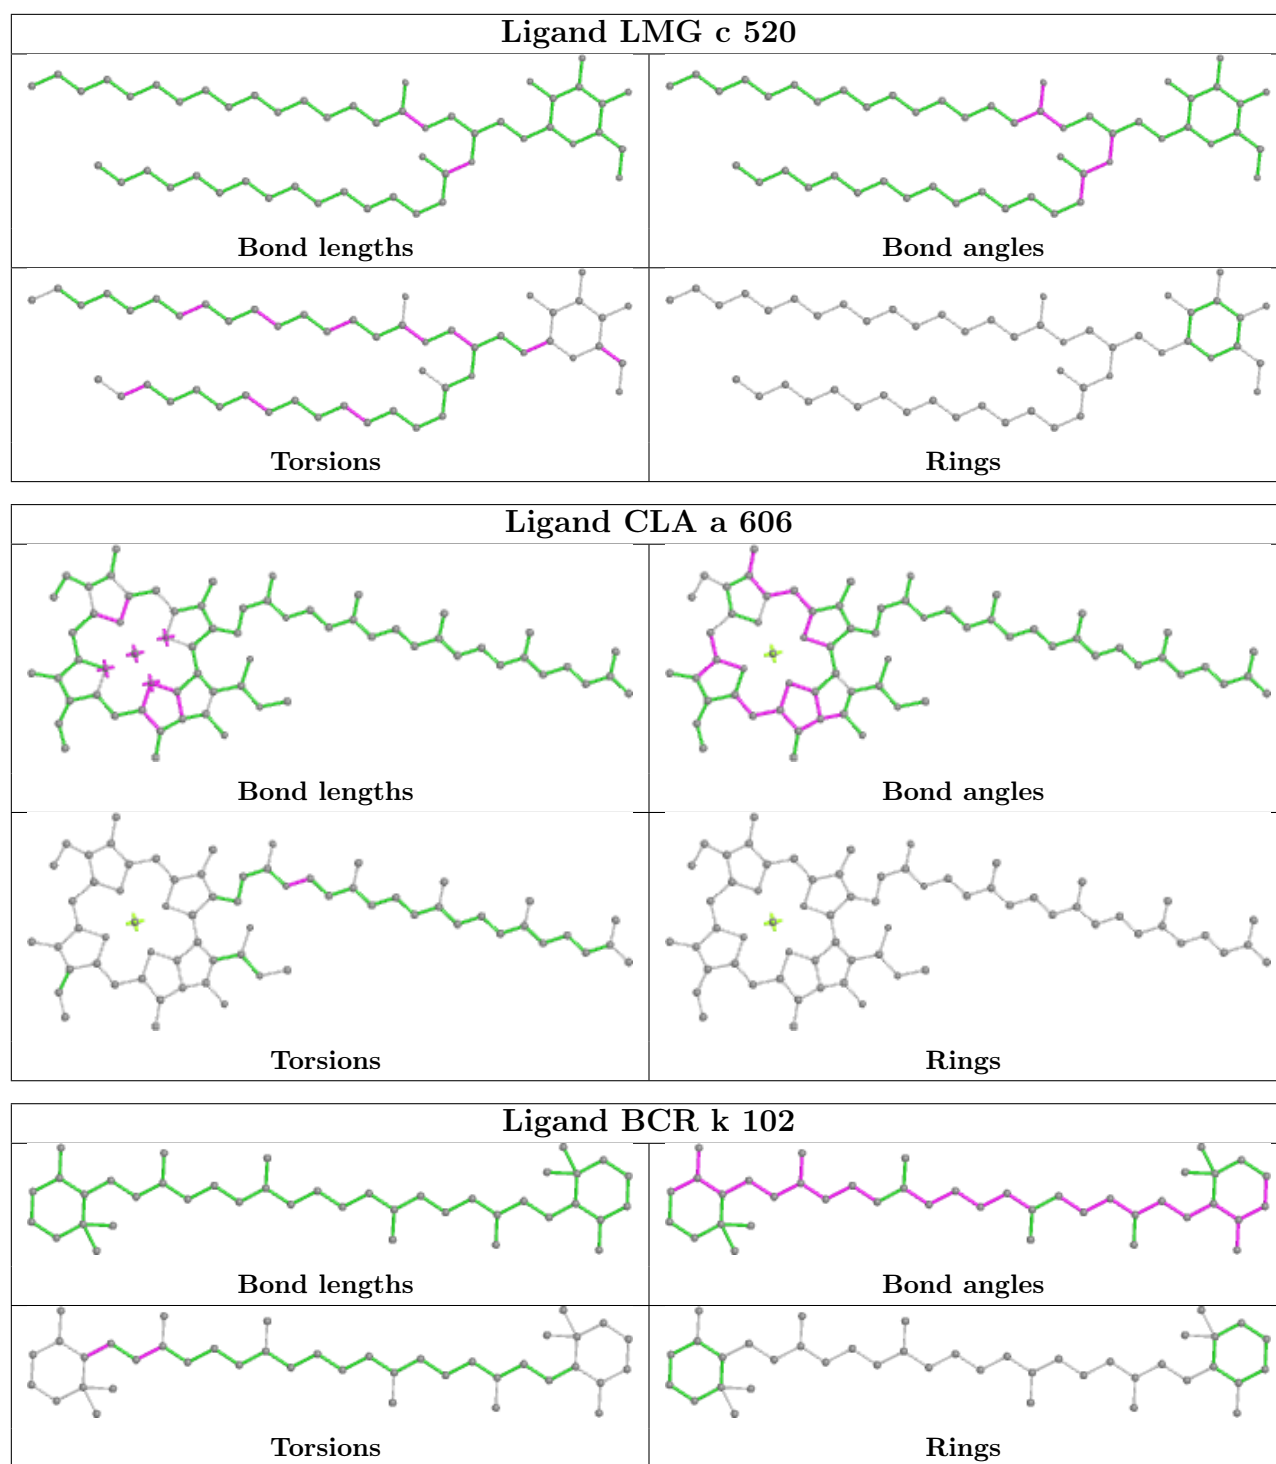 Ligand LMG c 520
Bond lengths
Bond angles
Torsions
Rings
Ligand CLA a 606
Bond lengths
Bond angles
Torsions
Rings
Ligand BCR k 102
Bond lengths
Bond angles
Torsions
Rings